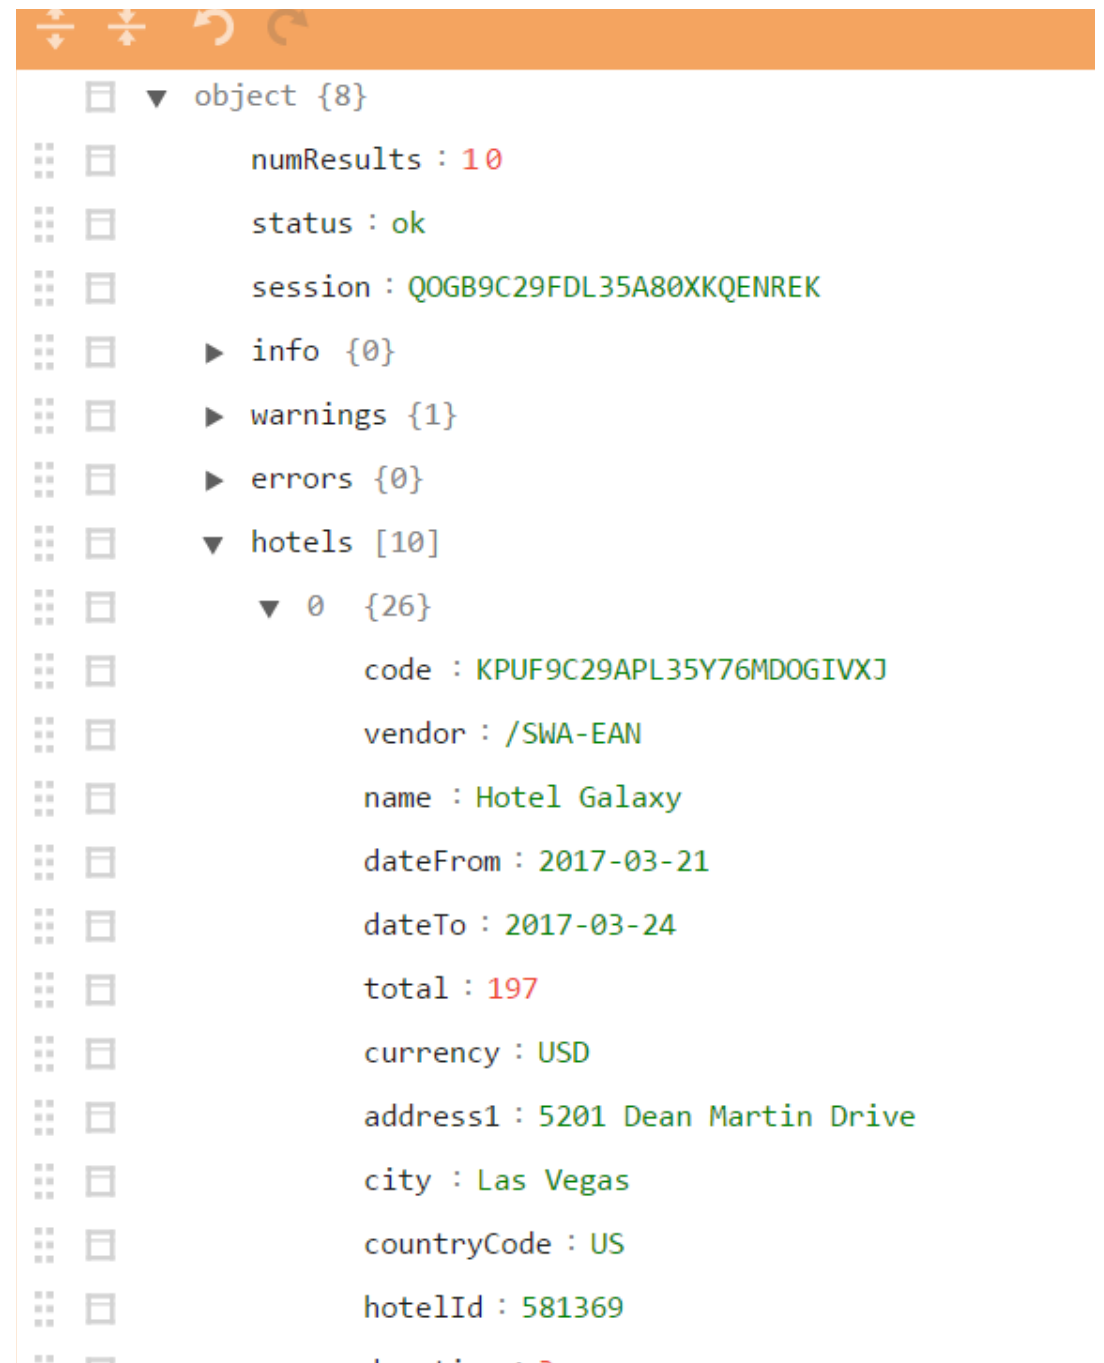 object {8}
numResults : 10
status : ok
session : QOGB9C29FDL35A80XKQENREK
info {0}
warnings {1}
errors {0}
hotels [10]
0 {26}
code : KPUF9C29APL35Y76MDOGIVXJ
vendor : /SWA-EAN
name : Hotel Galaxy
dateFrom : 2017-03-21
dateTo : 2017-03-24
total : 197
currency : USD
address1 : 5201 Dean Martin Drive
city : Las Vegas
countryCode : US
hotelId : 581369